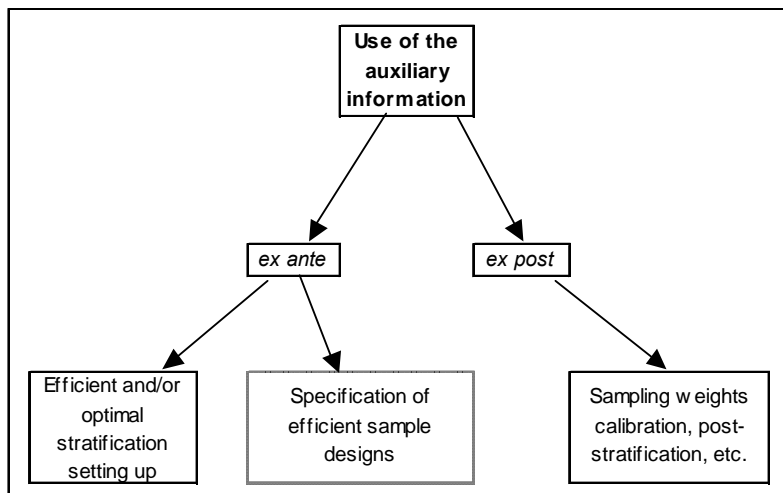 Use of the
auxiliary
information
ex ante
ex post
Efficient and/or
optimal
stratification
setting up
Specification of
efficient sample
designs
Sampling weights
calibration, post-
stratification, etc.